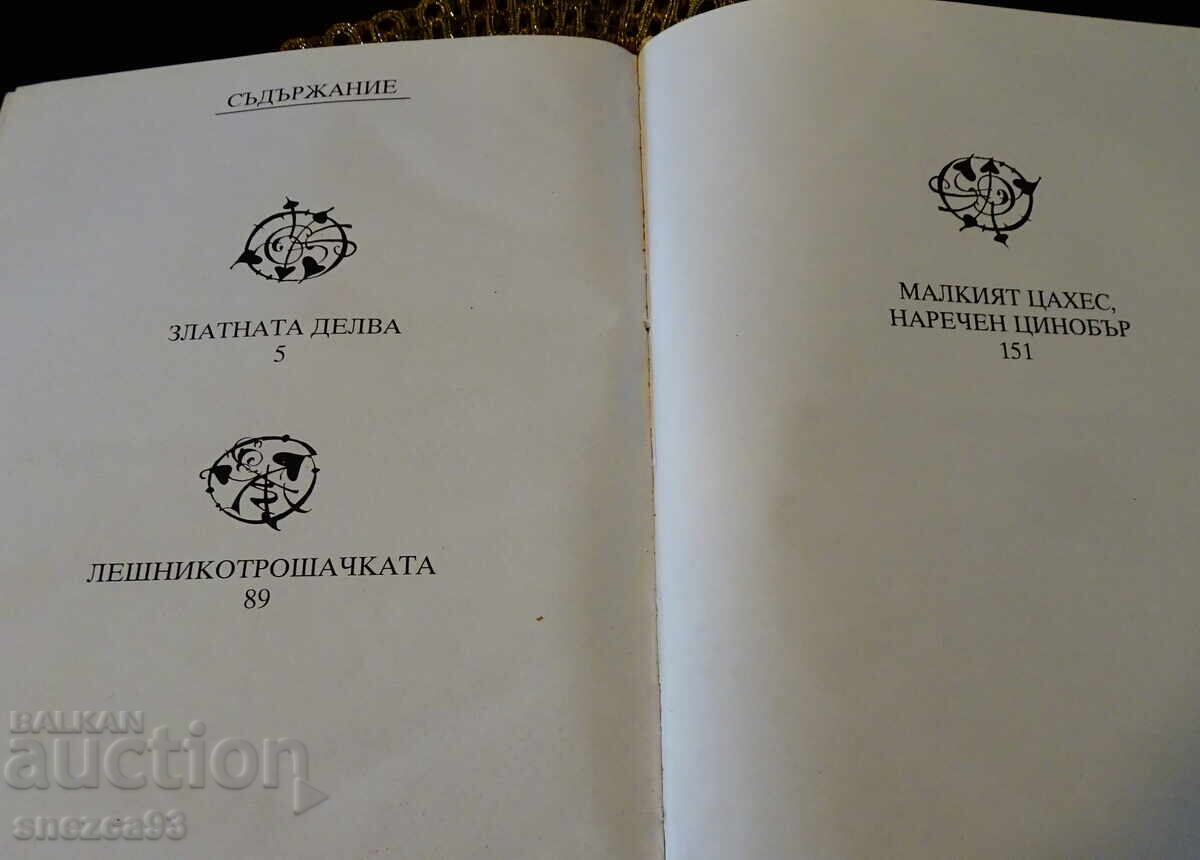 СЪДЪРЖАНИЕ
ЗЛАТНАТА ДЕЛВА
5
ЛЕШНИКОТРОШАЧКАТА
89
МАЛКИЯТ ЦАХЕС,
НАРЕЧЕН ЦИНОБЪР
151
BALKAN
auction
snezca93